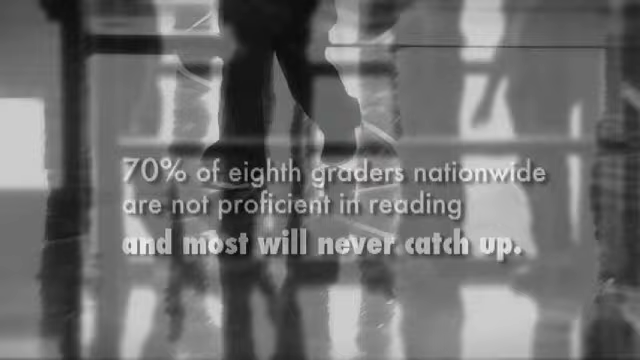 70% of eighth graders nationwide
are not proficient in reading
and most will never catch up.